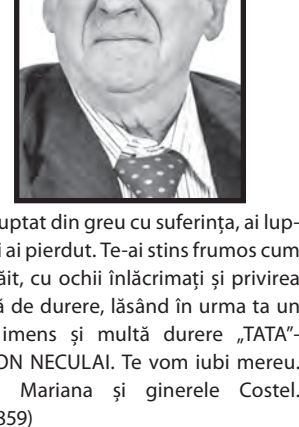 uptat din greu cu suferința, ai lup-
i ai pierdut. Te-ai stins frumos cum
ăit, cu ochii înlăcrimați și privirea
ă de durere, lăsând în urma ta un
imens și multă durere „TATA”-
ON NECULAI. Te vom iubi mereu.
Mariana și ginerele Costel.
359)